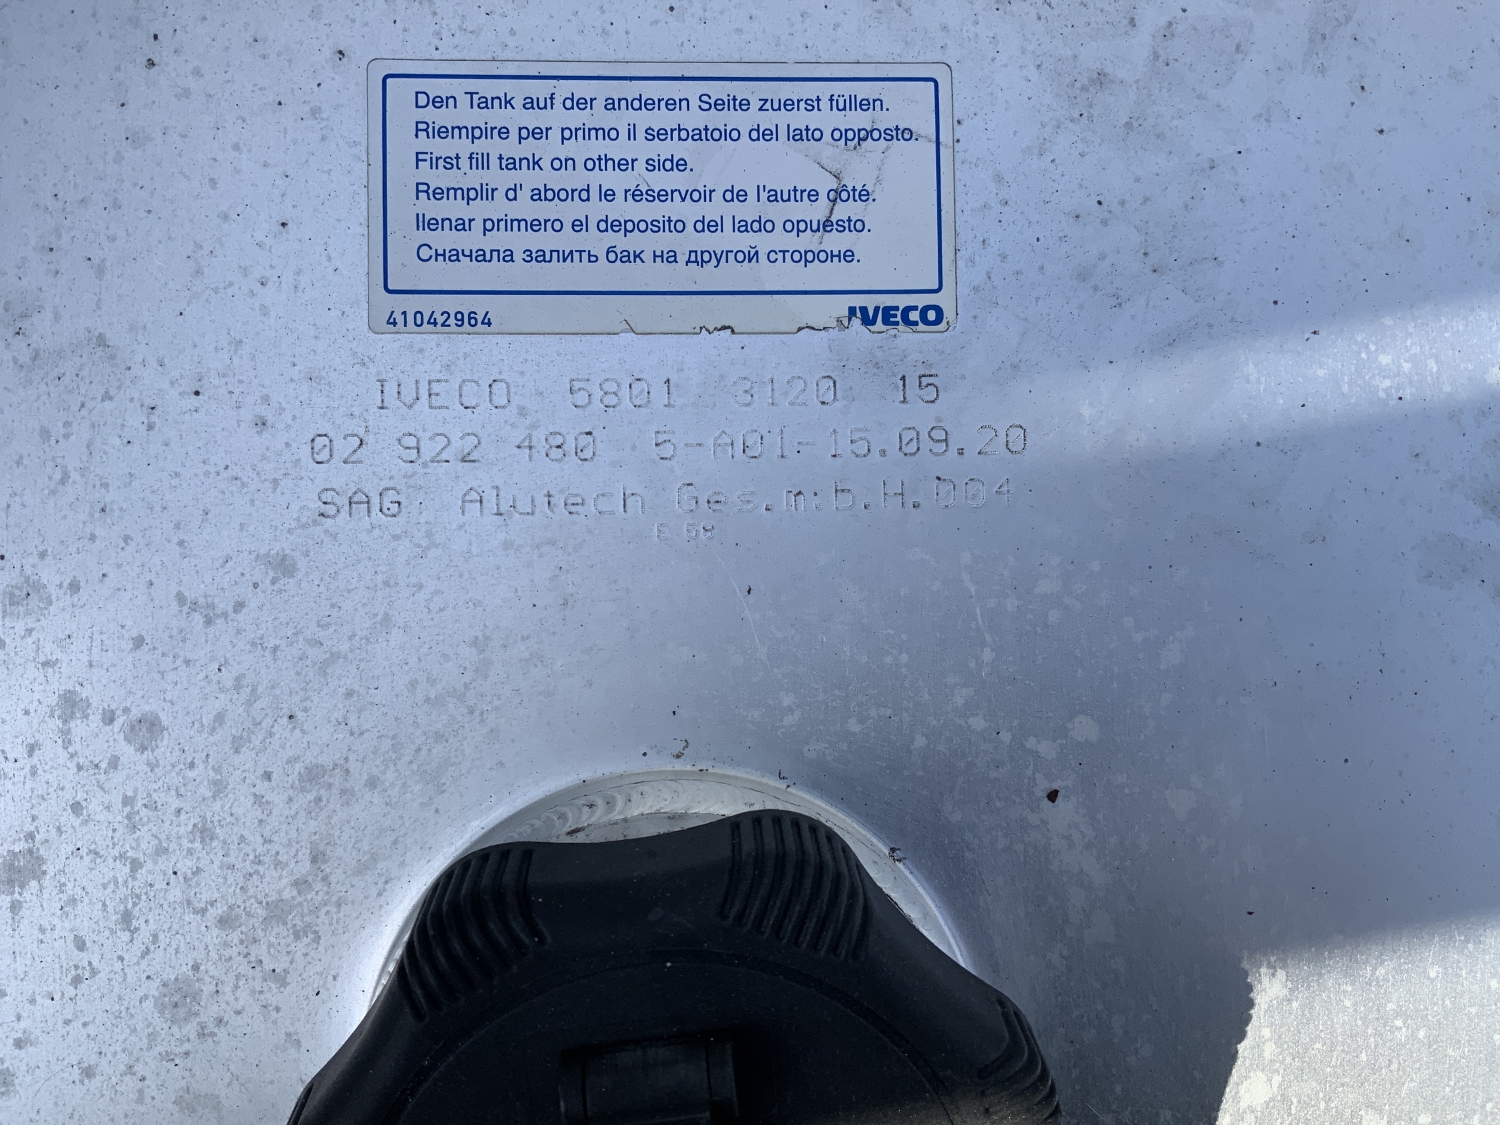 Den Tank auf der anderen Seite zuerst füllen.
Riempire per primo il serbatoio del lato opposto.
First fill tank on other side.
Remplir d' abord le réservoir de l'autre côté.
llenar primero el deposito del lado opuesto.
Сначала залить бак на другой стороне.
41042964 IVECO
IVECO 5801 3120 15
02 922 480 5-A01-15.09.20
SAG Alutech Ges.m.b.H.004
E 58